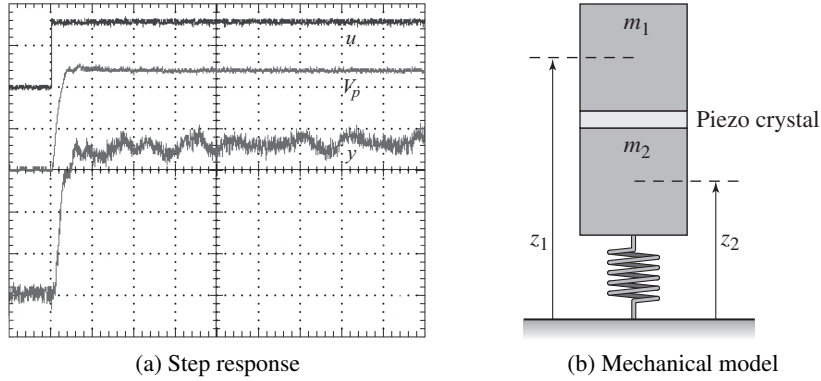 u
V_p
y
(a) Step response
m_1
Piezo crystal
m_2
z_1
z_2
(b) Mechanical model